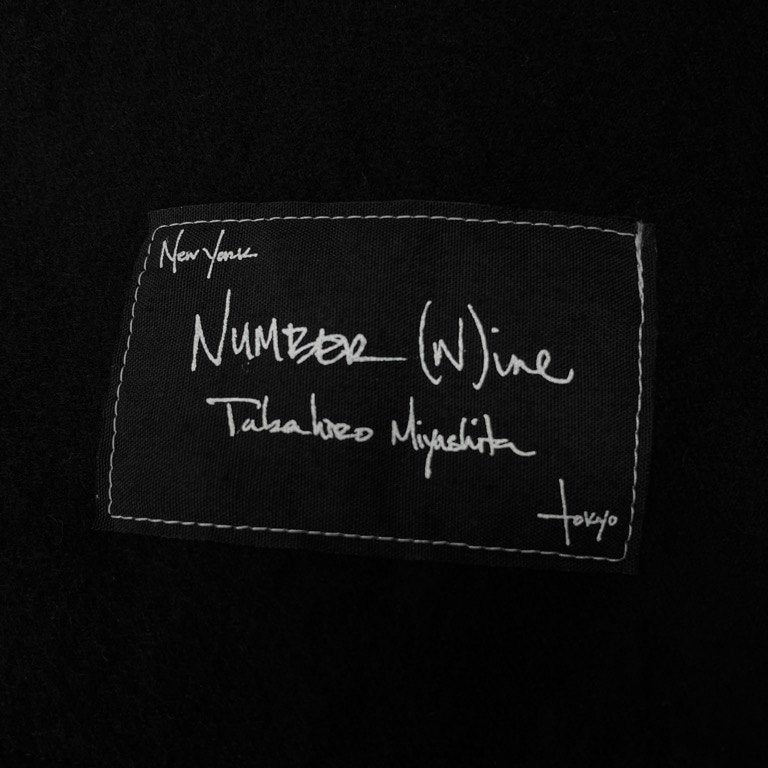 New York
NUMBER (N)ine
Takahiro Miyashita
tokyo